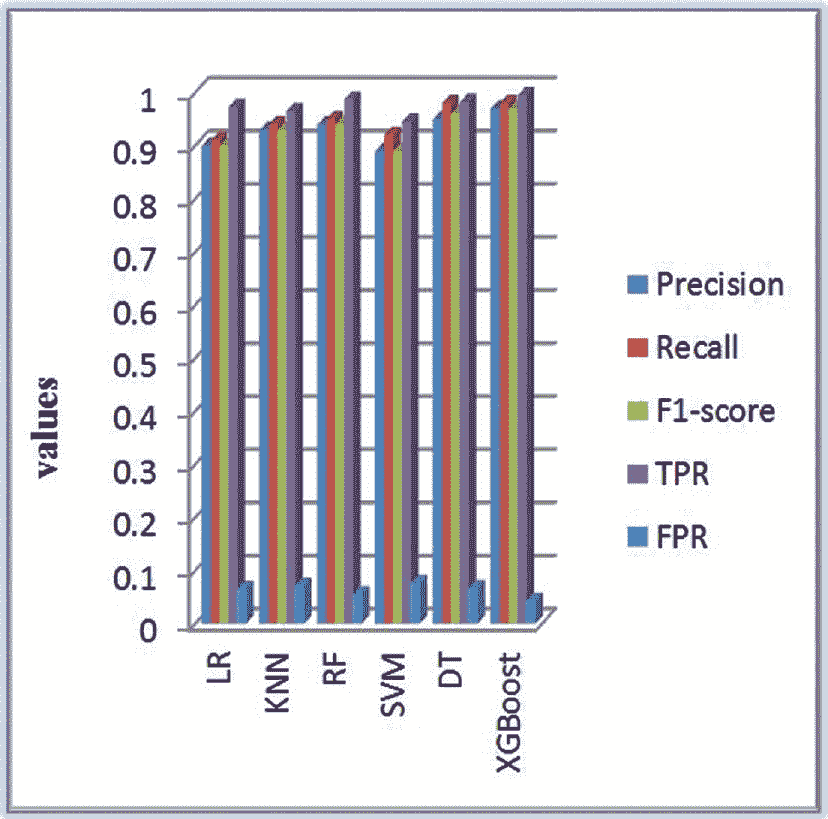 1
0.9
0.8
0.7
0.6
0.5
0.4
0.3
0.2
0.1
0
values
LR
KNN
RF
SVM
DT
XGBoost
Precision
Recall
F1-score
TPR
FPR